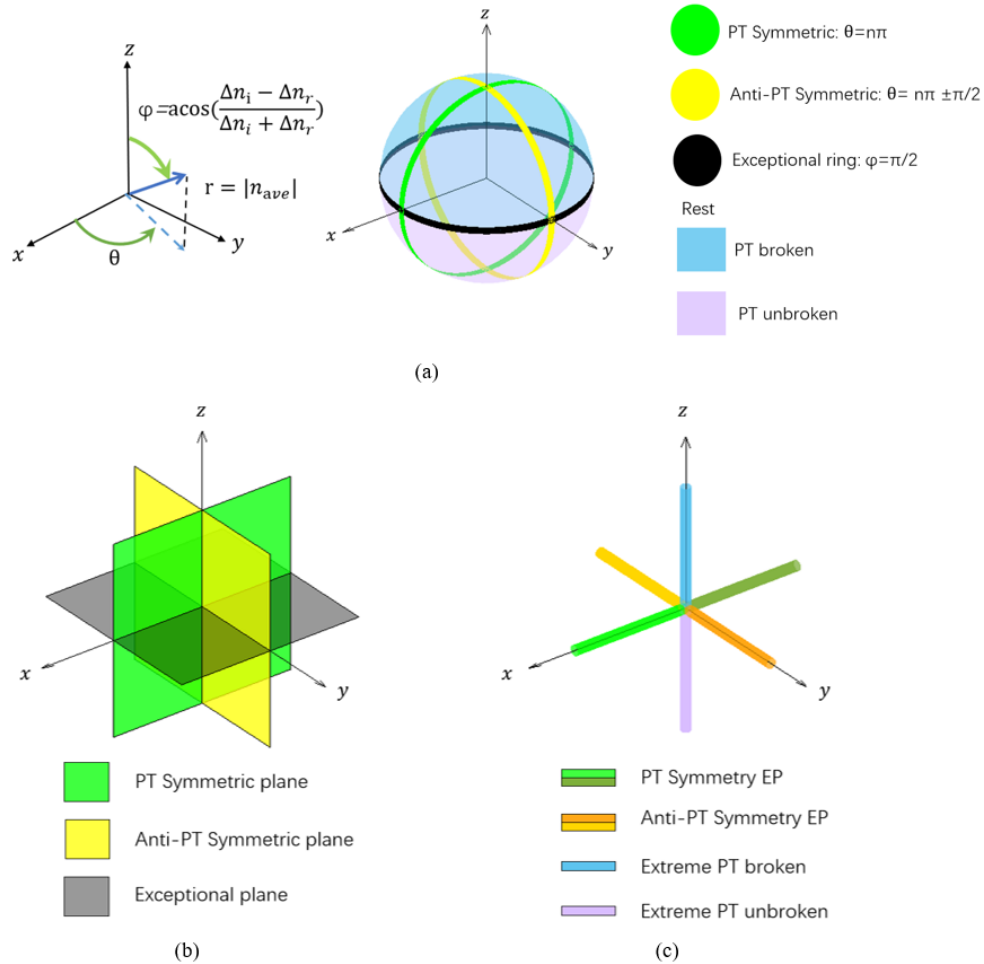 z
φ=acos(Δn_i − Δn_r / Δn_i + Δn_r)
r = |n_ave|
x
θ
y
z
x
y
PT Symmetric: θ=nπ
Anti-PT Symmetric: θ= nπ ±π/2
Exceptional ring: φ=π/2
Rest
PT broken
PT unbroken
(a)
z
x
y
PT Symmetric plane
Anti-PT Symmetric plane
Exceptional plane
(b)
z
x
y
PT Symmetry EP
Anti-PT Symmetry EP
Extreme PT broken
Extreme PT unbroken
(c)